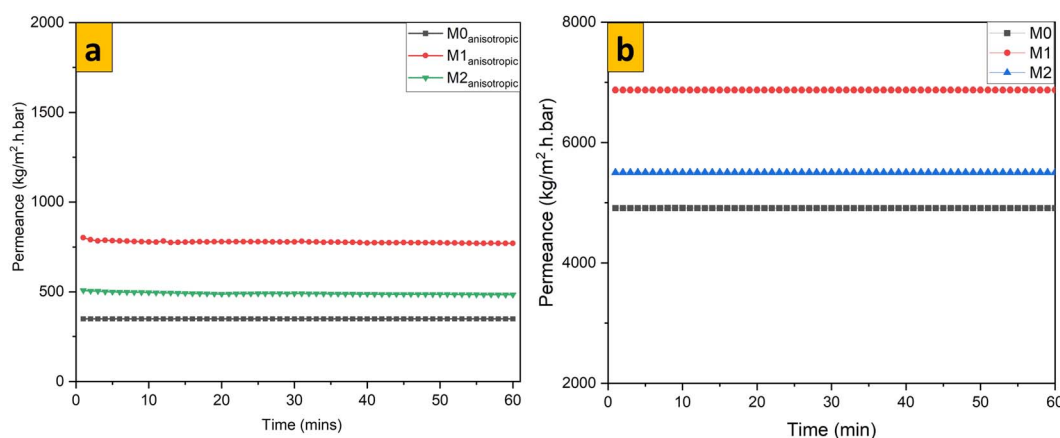 a
2000
1500
1000
750
500
250
0
Permeance (kg/m².h.bar)
0
10
20
30
40
50
60
Time (mins)
M0anisotropic
M1anisotropic
M2anisotropic
b
8000
6000
4000
2000
Permeance (kg/m².h.bar)
0
10
20
30
40
50
60
Time (min)
M0
M1
M2